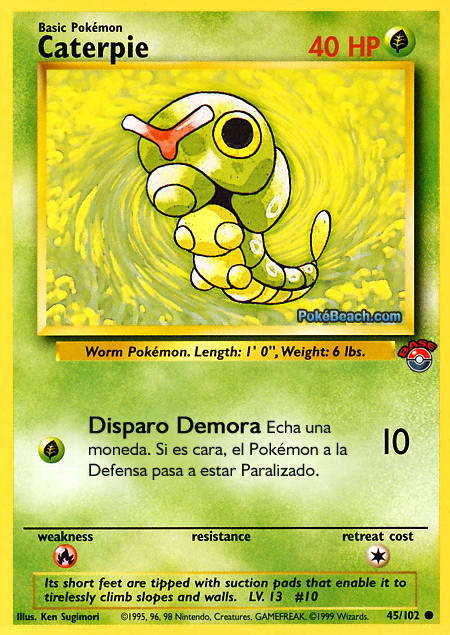 Basic Pokémon
Caterpie
40 HP
PokéBeach.com
Worm Pokémon. Length: 1' 0", Weight: 6 lbs.
BASE
Disparo Demora Echa una
moneda. Si es cara, el Pokémon a la
Defensa pasa a estar Paralizado.
10
weakness
resistance
retreat cost
Its short feet are tipped with suction pads that enable it to
tirelessly climb slopes and walls. LV. 13 #10
Illus. Ken Sugimori ©1995, 96, 98 Nintendo, Creatures, GAMEFREAK. ©1999 Wizards. 45/102